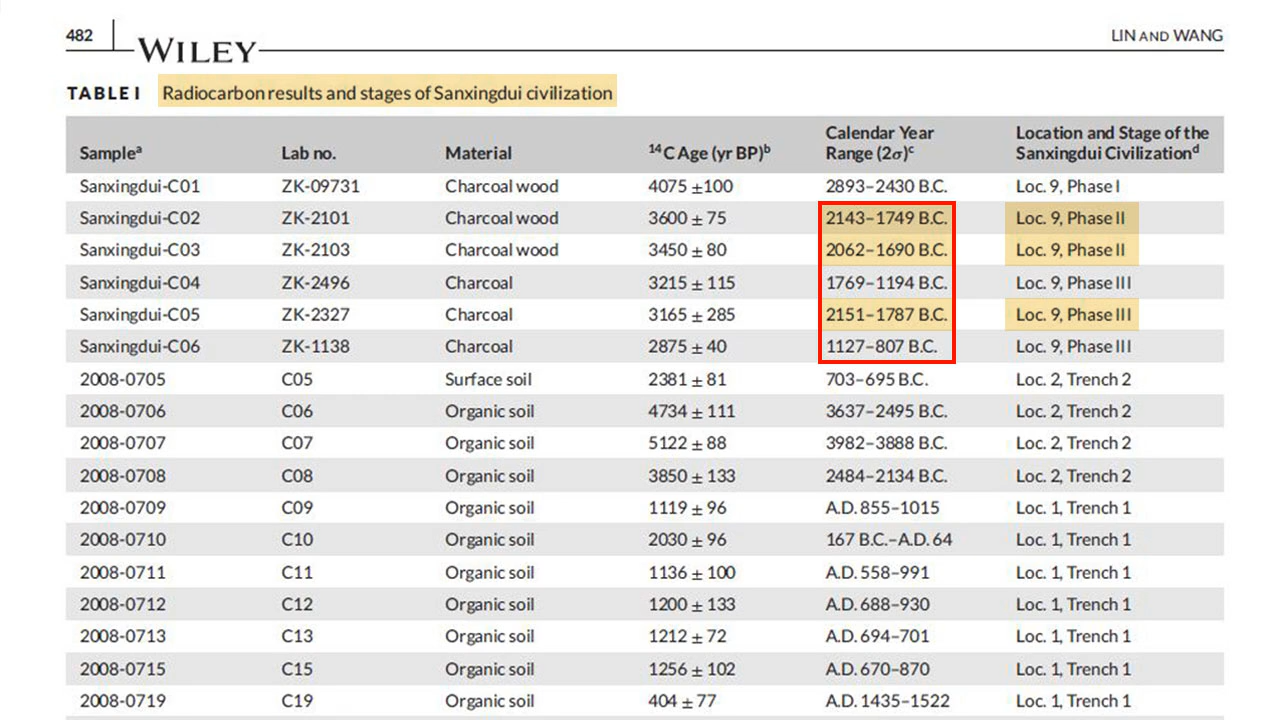 482 WILEY LIN AND WANG
TABLE I Radiocarbon results and stages of Sanxingdui civilization
Sampleᵃ Lab no. Material ¹⁴C Age (yr BP)ᵇ Calendar Year Range (2σ)ᶜ Location and Stage of the Sanxingdui Civilizationᵈ
Sanxingdui-C01 ZK-09731 Charcoal wood 4075 ±100 2893–2430 B.C. Loc. 9, Phase I
Sanxingdui-C02 ZK-2101 Charcoal wood 3600 ± 75 2143–1749 B.C. Loc. 9, Phase II
Sanxingdui-C03 ZK-2103 Charcoal wood 3450 ± 80 2062–1690 B.C. Loc. 9, Phase II
Sanxingdui-C04 ZK-2496 Charcoal 3215 ± 115 1769–1194 B.C. Loc. 9, Phase III
Sanxingdui-C05 ZK-2327 Charcoal 3165 ± 285 2151–1787 B.C. Loc. 9, Phase III
Sanxingdui-C06 ZK-1138 Charcoal 2875 ± 40 1127–807 B.C. Loc. 9, Phase III
2008-0705 C05 Surface soil 2381 ± 81 703–695 B.C. Loc. 2, Trench 2
2008-0706 C06 Organic soil 4734 ± 111 3637–2495 B.C. Loc. 2, Trench 2
2008-0707 C07 Organic soil 5122 ± 88 3982–3888 B.C. Loc. 2, Trench 2
2008-0708 C08 Organic soil 3850 ± 133 2484–2134 B.C. Loc. 2, Trench 2
2008-0709 C09 Organic soil 1119 ± 96 A.D. 855–1015 Loc. 1, Trench 1
2008-0710 C10 Organic soil 2030 ± 96 167 B.C.–A.D. 64 Loc. 1, Trench 1
2008-0711 C11 Organic soil 1136 ± 100 A.D. 558–991 Loc. 1, Trench 1
2008-0712 C12 Organic soil 1200 ± 133 A.D. 688–930 Loc. 1, Trench 1
2008-0713 C13 Organic soil 1212 ± 72 A.D. 694–701 Loc. 1, Trench 1
2008-0715 C15 Organic soil 1256 ± 102 A.D. 670–870 Loc. 1, Trench 1
2008-0719 C19 Organic soil 404 ± 77 A.D. 1435–1522 Loc. 1, Trench 1